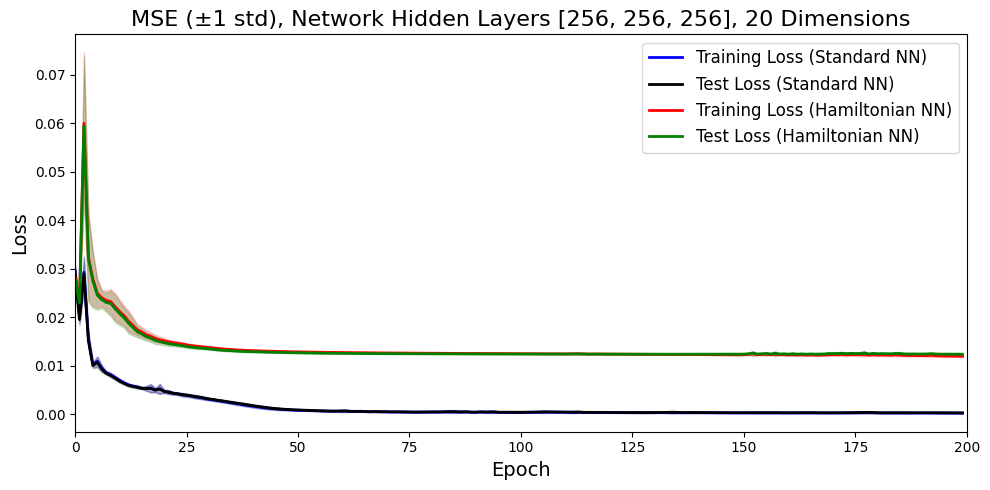 MSE (±1 std), Network Hidden Layers [256, 256, 256], 20 Dimensions
Training Loss (Standard NN)
Test Loss (Standard NN)
Training Loss (Hamiltonian NN)
Test Loss (Hamiltonian NN)
Loss
0.07
0.06
0.05
0.04
0.03
0.02
0.01
0.00
0
25
50
75
100
125
150
175
200
Epoch